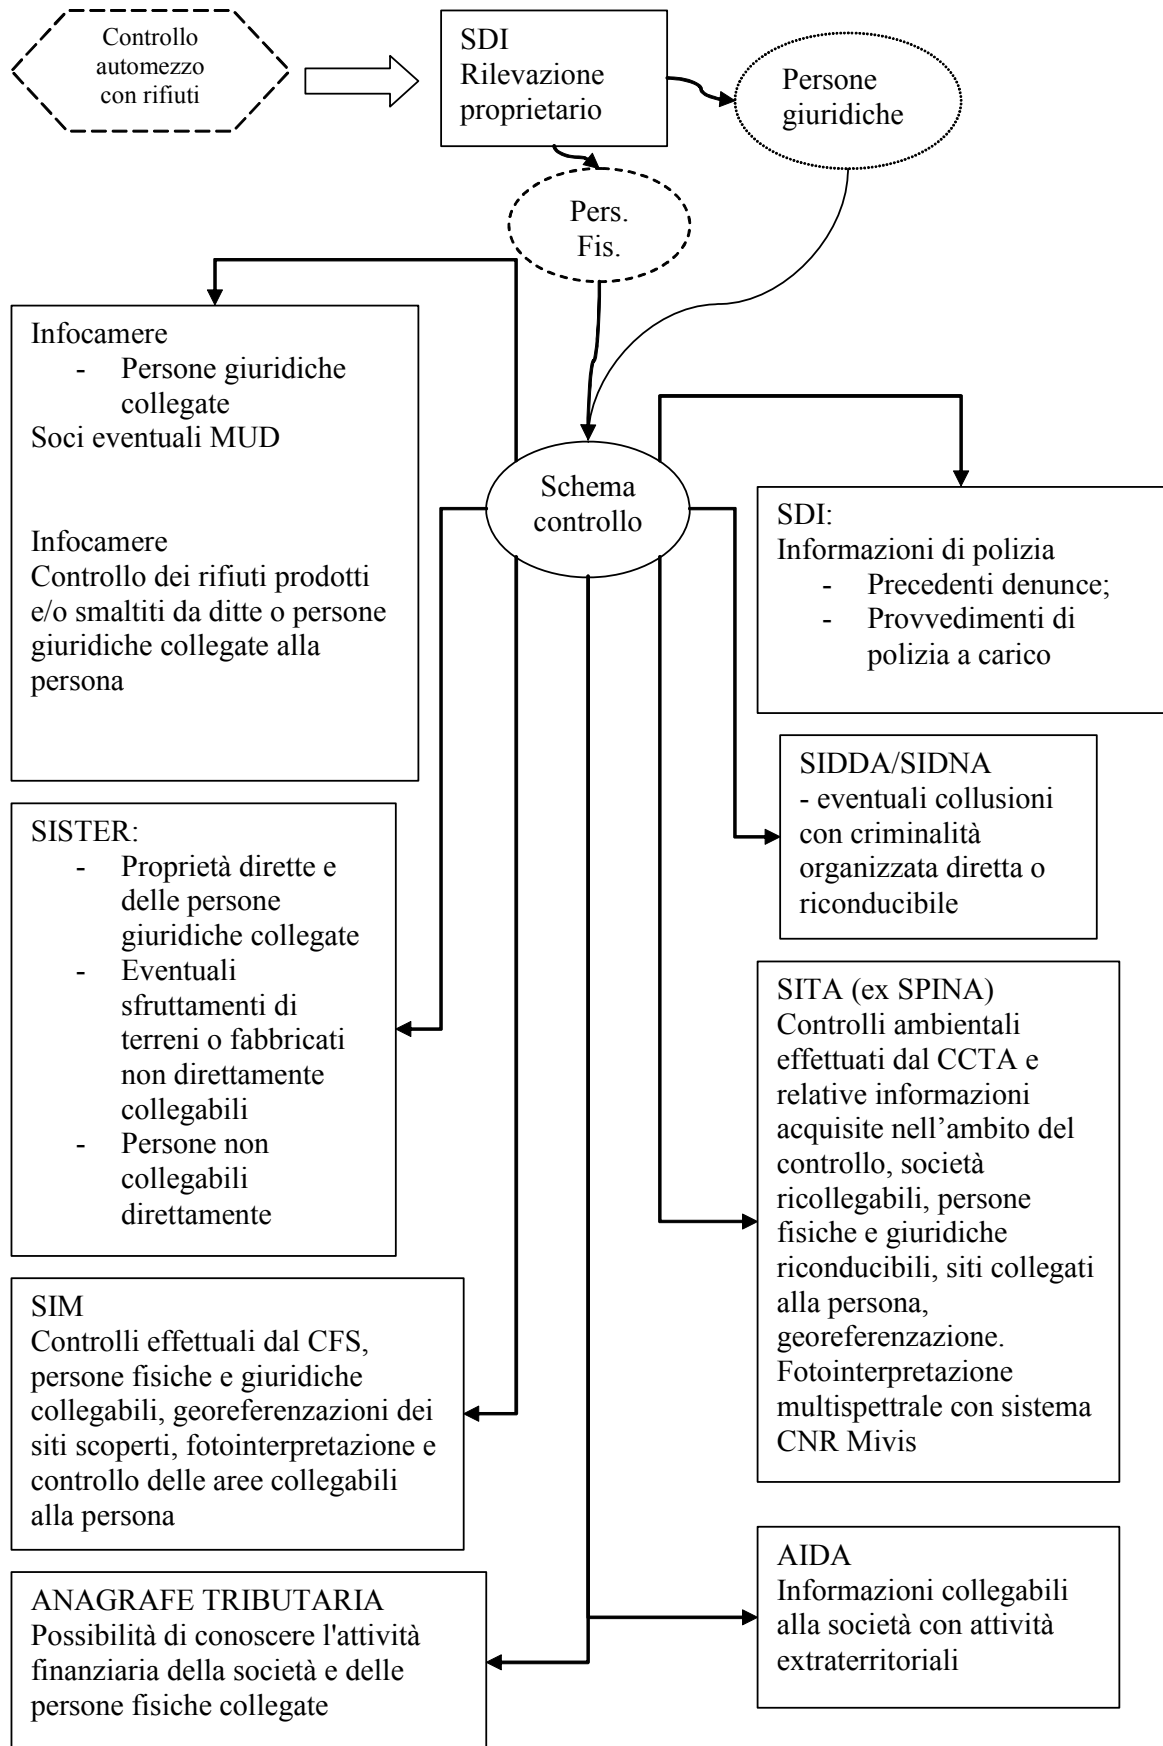 Controllo
automezzo
con rifiuti
SDI
Rilevazione
proprietario
Persone
giuridiche
Pers.
Fis.
Infocamere
- Persone giuridiche
collegate
Soci eventuali MUD
Infocamere
Controllo dei rifiuti prodotti
e/o smaltiti da ditte o persone
giuridiche collegate alla
persona
Schema
controllo
SDI:
Informazioni di polizia
- Precedenti denunce;
- Provvedimenti di
polizia a carico
SIDDA/SIDNA
- eventuali collusioni
con criminalità
organizzata diretta o
riconducibile
SISTER:
- Proprietà dirette e
delle persone
giuridiche collegate
- Eventuali
sfruttamenti di
terreni o fabbricati
non direttamente
collegabili
- Persone non
collegabili
direttamente
SITA (ex SPINA)
Controlli ambientali
effettuati dal CCTA e
relative informazioni
acquisite nell’ambito del
controllo, società
ricollegabili, persone
fisiche e giuridiche
riconducibili, siti collegati
alla persona,
georeferenzazione.
Fotointerpretazione
multispettrale con sistema
CNR Mivis
SIM
Controlli effettuali dal CFS,
persone fisiche e giuridiche
collegabili, georeferenzazioni dei
siti scoperti, fotointerpretazione e
controllo delle aree collegabili
alla persona
AIDA
Informazioni collegabili
alla società con attività
extraterritoriali
ANAGRAFE TRIBUTARIA
Possibilità di conoscere l'attività
finanziaria della società e delle
persone fisiche collegate